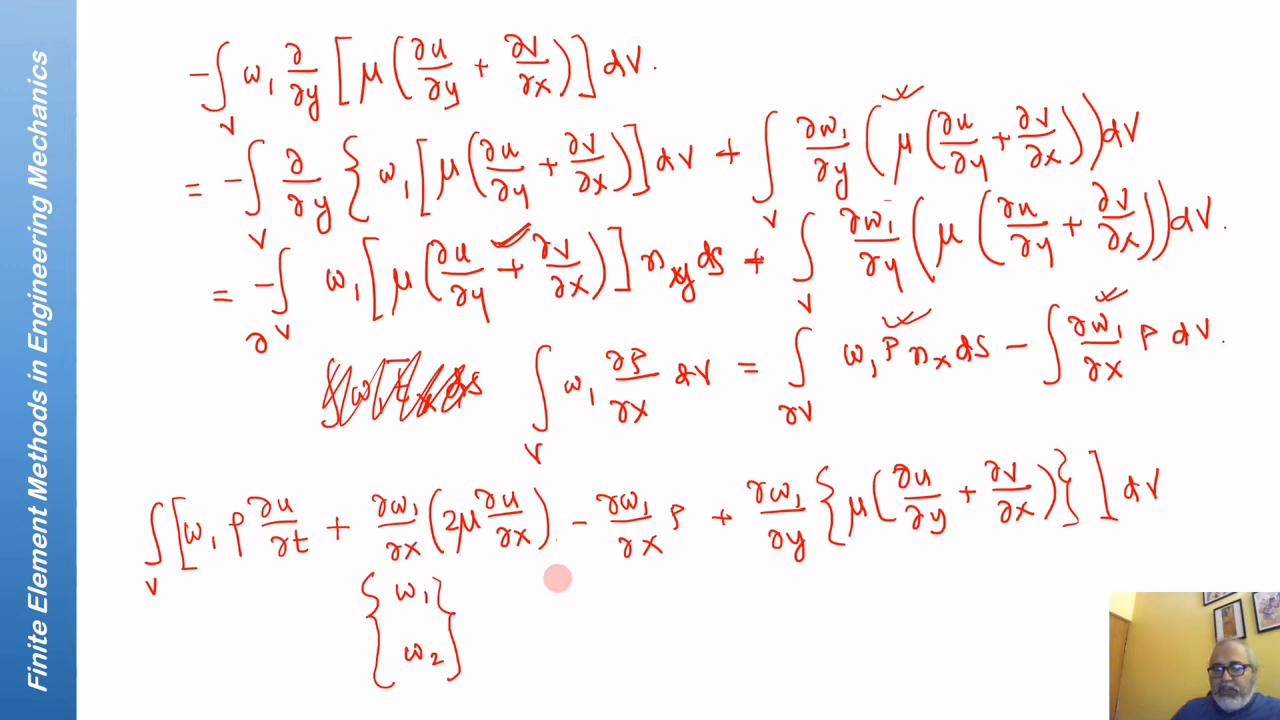 Finite Element Methods in Engineering Mechanics
-∫_V ω₁ ∂/∂y [μ(∂u/∂y + ∂v/∂x)] dV.
= -∫_V ∂/∂y {ω₁[μ(∂u/∂y + ∂v/∂x)] dV + ∫_V ∂ω₁/∂y (μ(∂u/∂y + ∂v/∂x)) dV
= -∫_∂V ω₁[μ(∂u/∂y + ∂v/∂x)] n_y ds + ∫_V ∂ω₁/∂y (μ(∂u/∂y + ∂v/∂x)) dV.
∫_V ω₁ ∂p/∂x dV = ∫_∂V ω₁ p n_x ds - ∫ ∂ω₁/∂x p dV.
∫_V [ω₁ ρ ∂u/∂t + ∂ω₁/∂x (2μ ∂u/∂x) - ∂ω₁/∂x p + ∂ω₁/∂y {μ(∂u/∂y + ∂v/∂x)}] dV
{ω₁
ω₂}